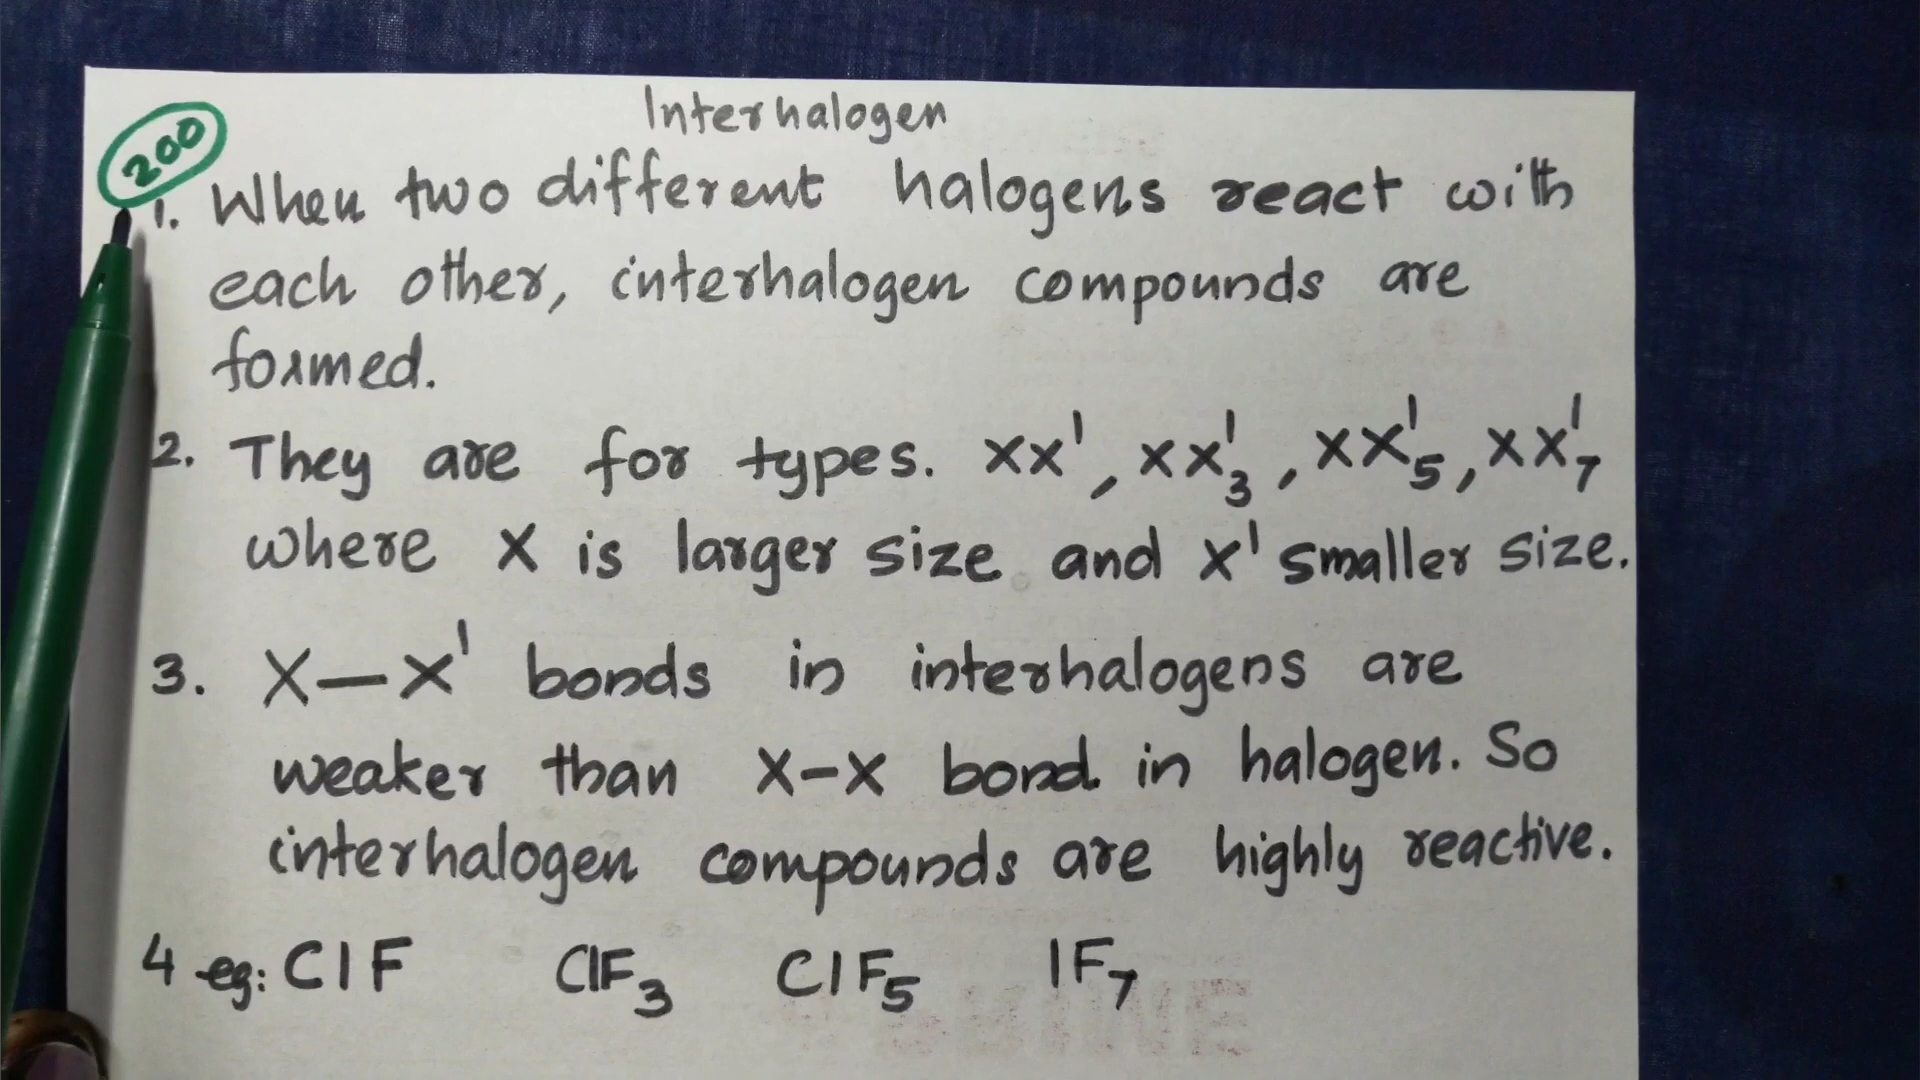 Interhalogen
200
1. When two different halogens react with
each other, interhalogen compounds are
formed.
2. They are for types. XX', XX'₃, XX'₅, XX'₇
where X is larger size and X' smaller size.
3. X–X' bonds in interhalogens are
weaker than X-X bond in halogen. So
interhalogen compounds are highly reactive.
4 eg: ClF ClF₃ ClF₅ IF₇